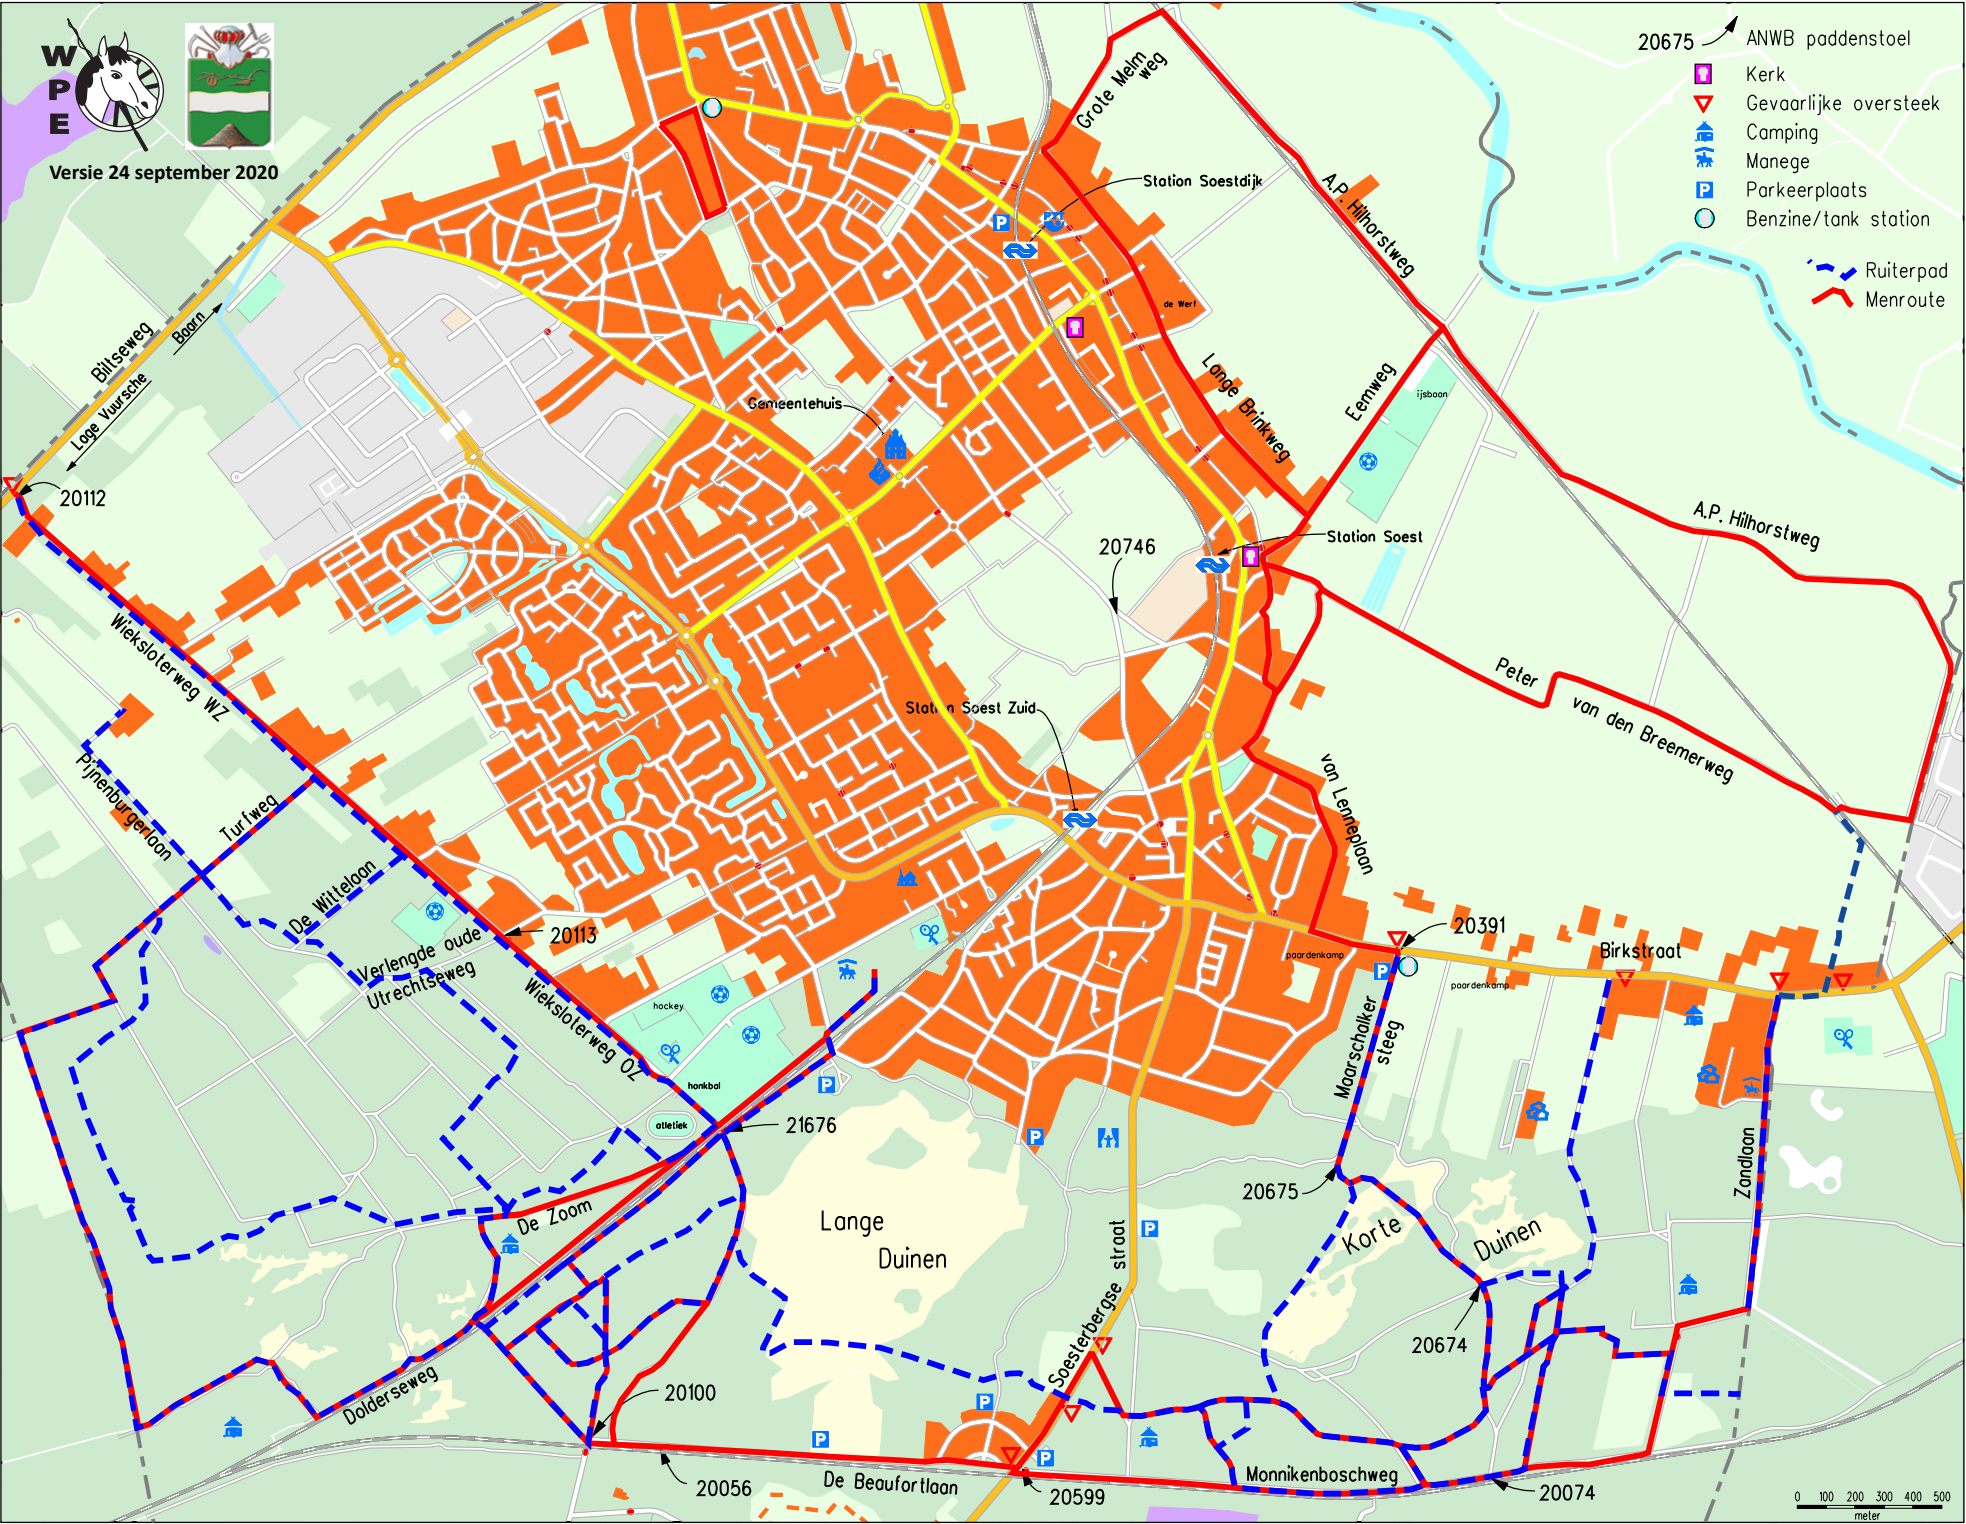 W
P
E
Versie 24 september 2020
20675
ANWB paddenstoel
Kerk
Gevaarlijke oversteek
Camping
Manege
P Parkeerplaats
Benzine/tank station
Ruiterpad
Menroute
Grote Melm
weg
Station Soestdijk
P
A.P. Hilhorstweg
de Werf
Biltseweg
Baarn
Lage Vuursche
Gemeentehuis
Lange Brinkweg
Eemweg
ijsbaan
20112
A.P. Hilhorstweg
Station Soest
20746
Wieksloterweg WZ
Peter
van den Breemerweg
Station Soest Zuid
Pijnenburgerlaan
Turfweg
van Lenneplaan
De Wittelaan
20113
Verlengde oude
Utrechtseweg
20391
Birkstraat
paardenkamp
paardenkamp
P
Wieksloterweg OZ
hockey
honkbal
Maarschalker
steeg
P
atletiek
21676
P
20675
Zandlaan
De Zoom
Lange
Duinen
P
Korte
Duinen
Soesterbergse
straat
20674
Dolderseweg
20100
P
P
P
20056
De Beaufortlaan
20599
Monnikenboschweg
20074
0 100 200 300 400 500
meter